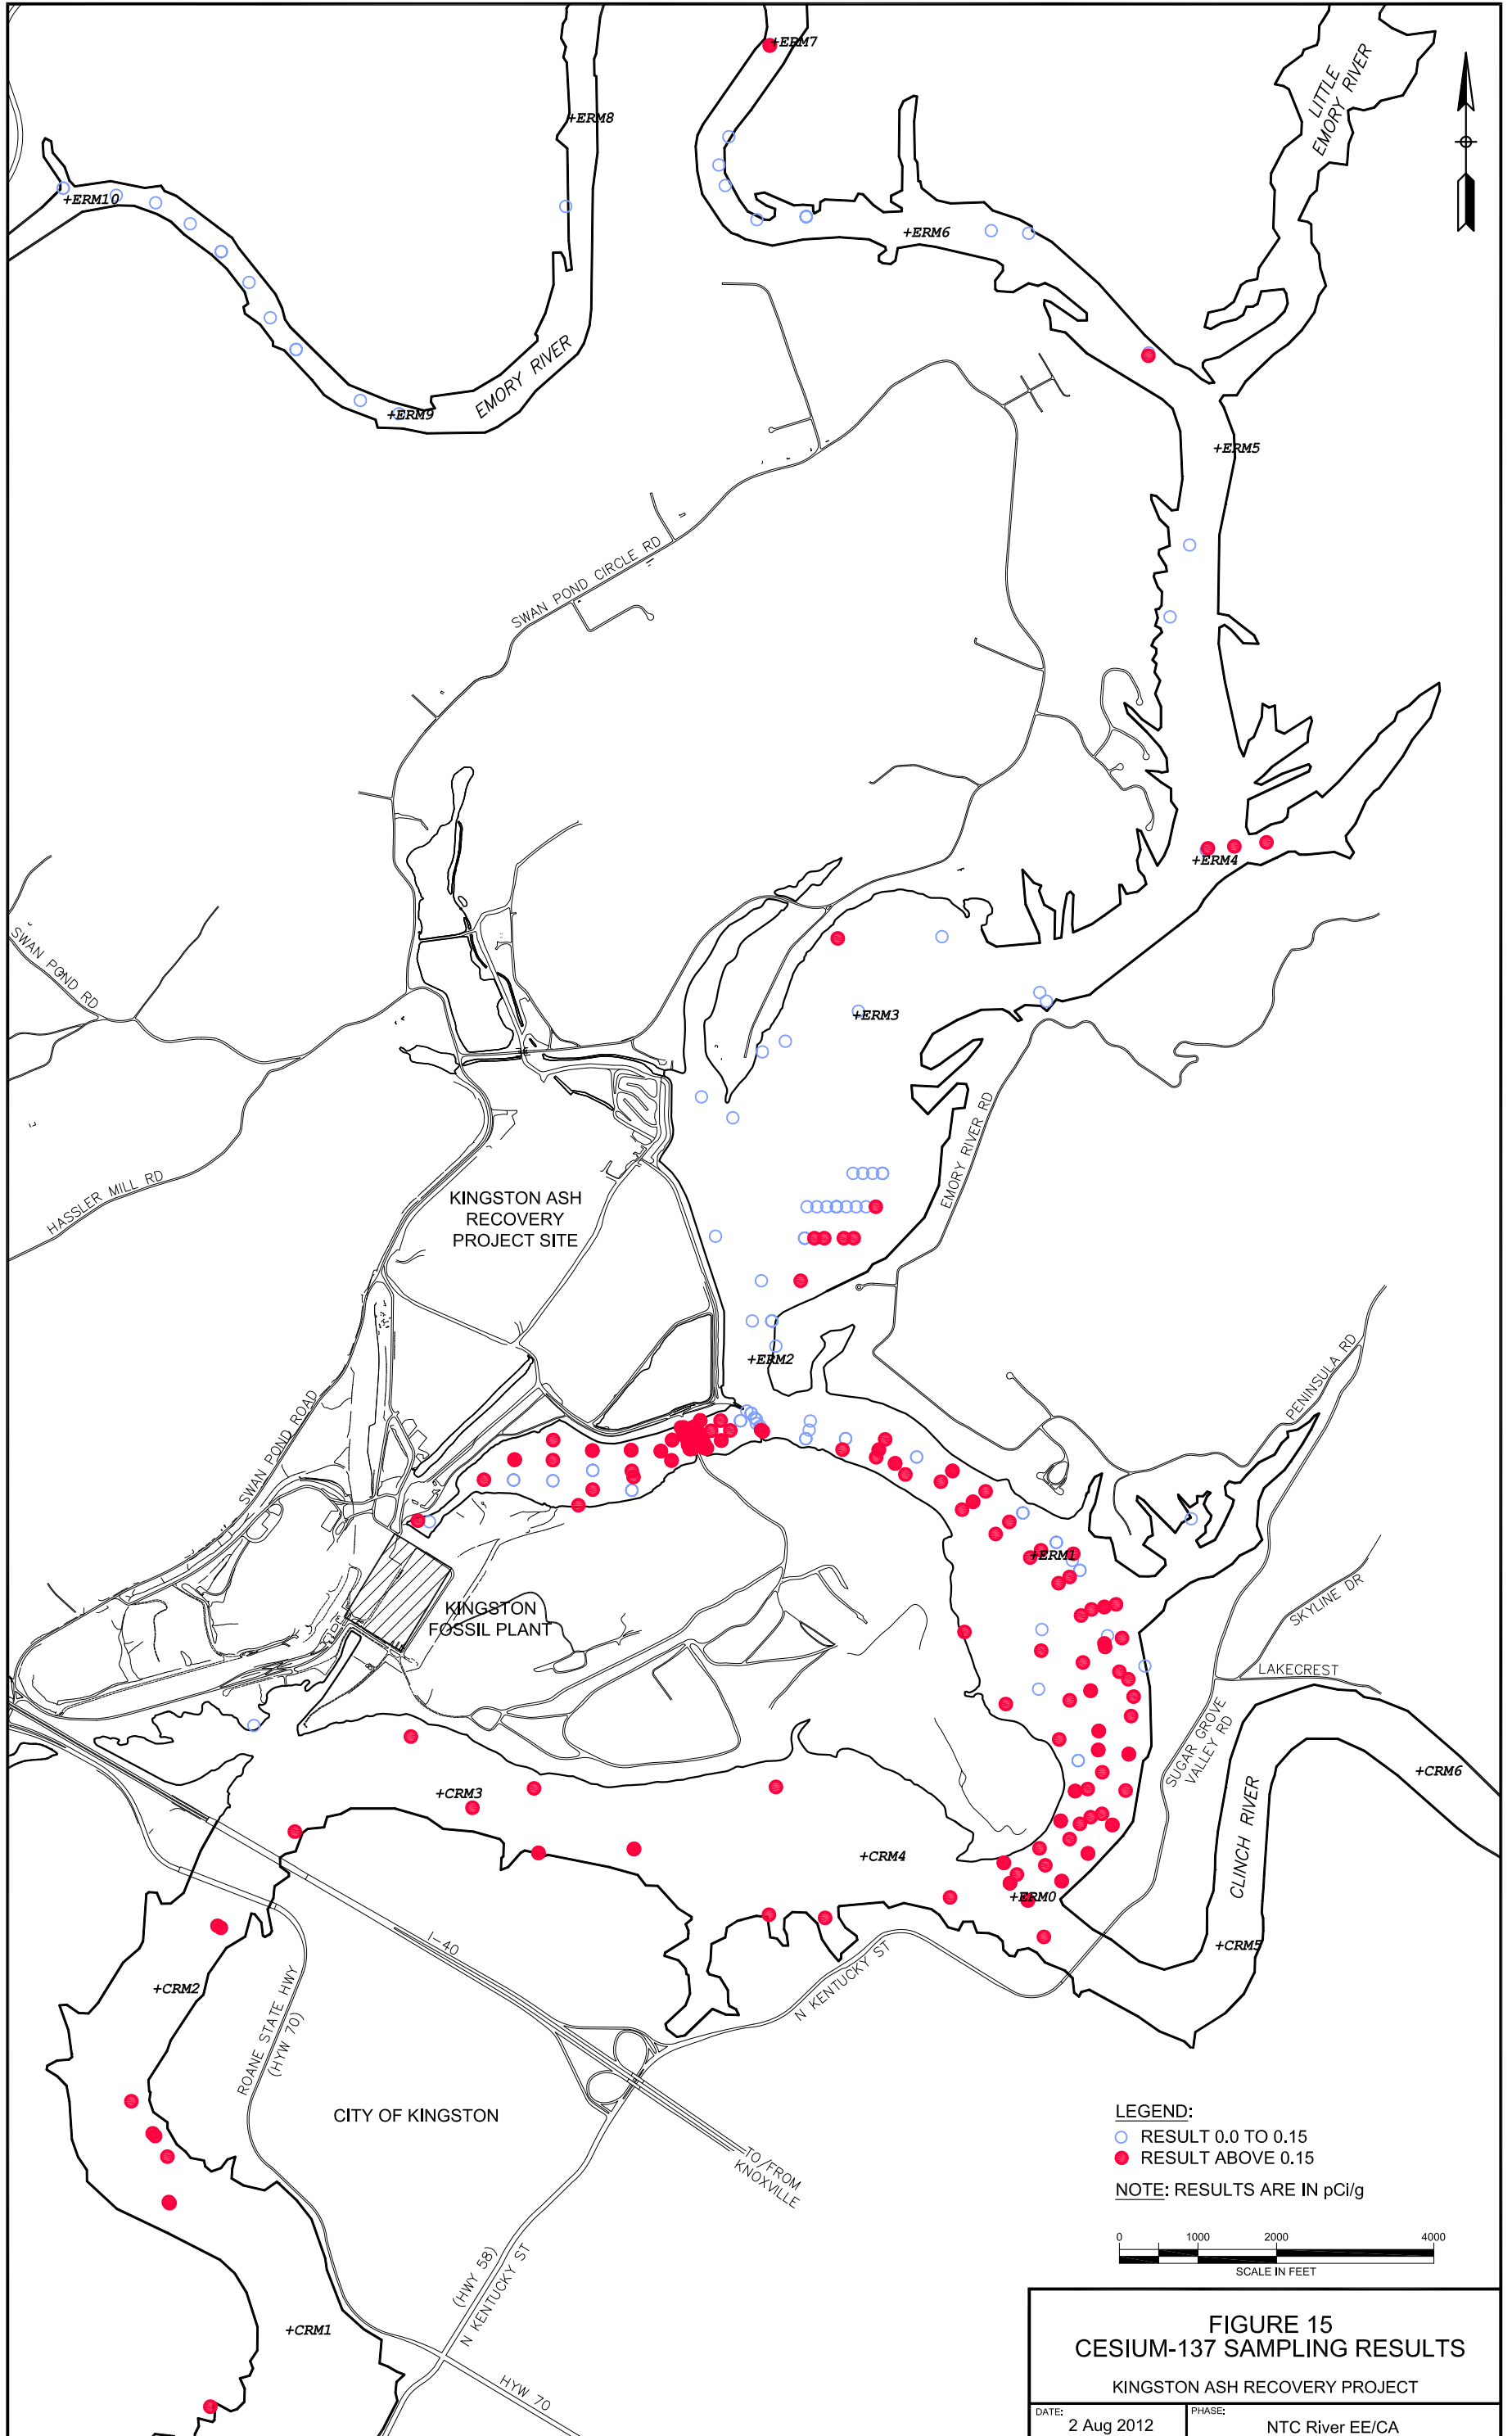 +ERM7
LITTLE
EMORY RIVER
+ERM8
+ERM10
+ERM6
EMORY RIVER
+ERM9
+ERM5
SWAN POND CIRCLE RD
+ERM4
SWAN POND RD
+ERM3
EMORY RIVER RD
HASSLER MILL RD
KINGSTON ASH
RECOVERY
PROJECT SITE
+ERM2
PENINSULA RD
SWAN POND ROAD
+ERM1
KINGSTON
FOSSIL PLANT
SKYLINE DR
LAKECREST
SUGAR GROVE
VALLEY RD
+CRM6
+CRM3
CLINCH RIVER
+CRM4
+ERM0
I-40
+CRM5
N KENTUCKY ST
+CRM2
ROANE STATE HWY
(HYW 70)
CITY OF KINGSTON
TO/FROM
KNOXVILLE
LEGEND:
RESULT 0.0 TO 0.15
RESULT ABOVE 0.15
NOTE: RESULTS ARE IN pCi/g
0 1000 2000 4000
SCALE IN FEET
(HWY 58)
N KENTUCKY ST
+CRM1
HYW 70
FIGURE 15
CESIUM-137 SAMPLING RESULTS
KINGSTON ASH RECOVERY PROJECT
DATE:
2 Aug 2012
PHASE:
NTC River EE/CA